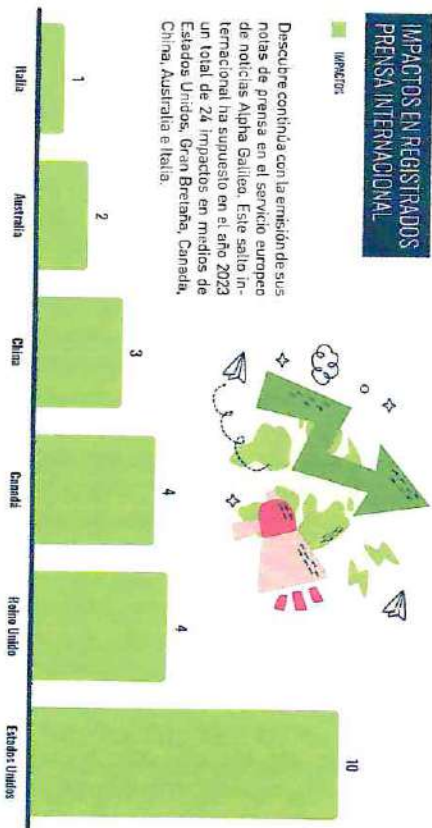 IMPACTOS EN REGISTRADOS
PRENSA INTERNACIONAL
IMPACTOS
Descubre continúa con la emisión de sus
notas de prensa en el servicio europeo
de noticias Alpha Galileo. Este salto in-
ternacional ha supuesto en el año 2023
un total de 24 impactos en medios de
Estados Unidos, Gran Bretaña, Canada,
China, Australia e Italia.
1
2
3
4
4
10
Italia
Australia
China
Canadá
Reino Unido
Estados Unidos